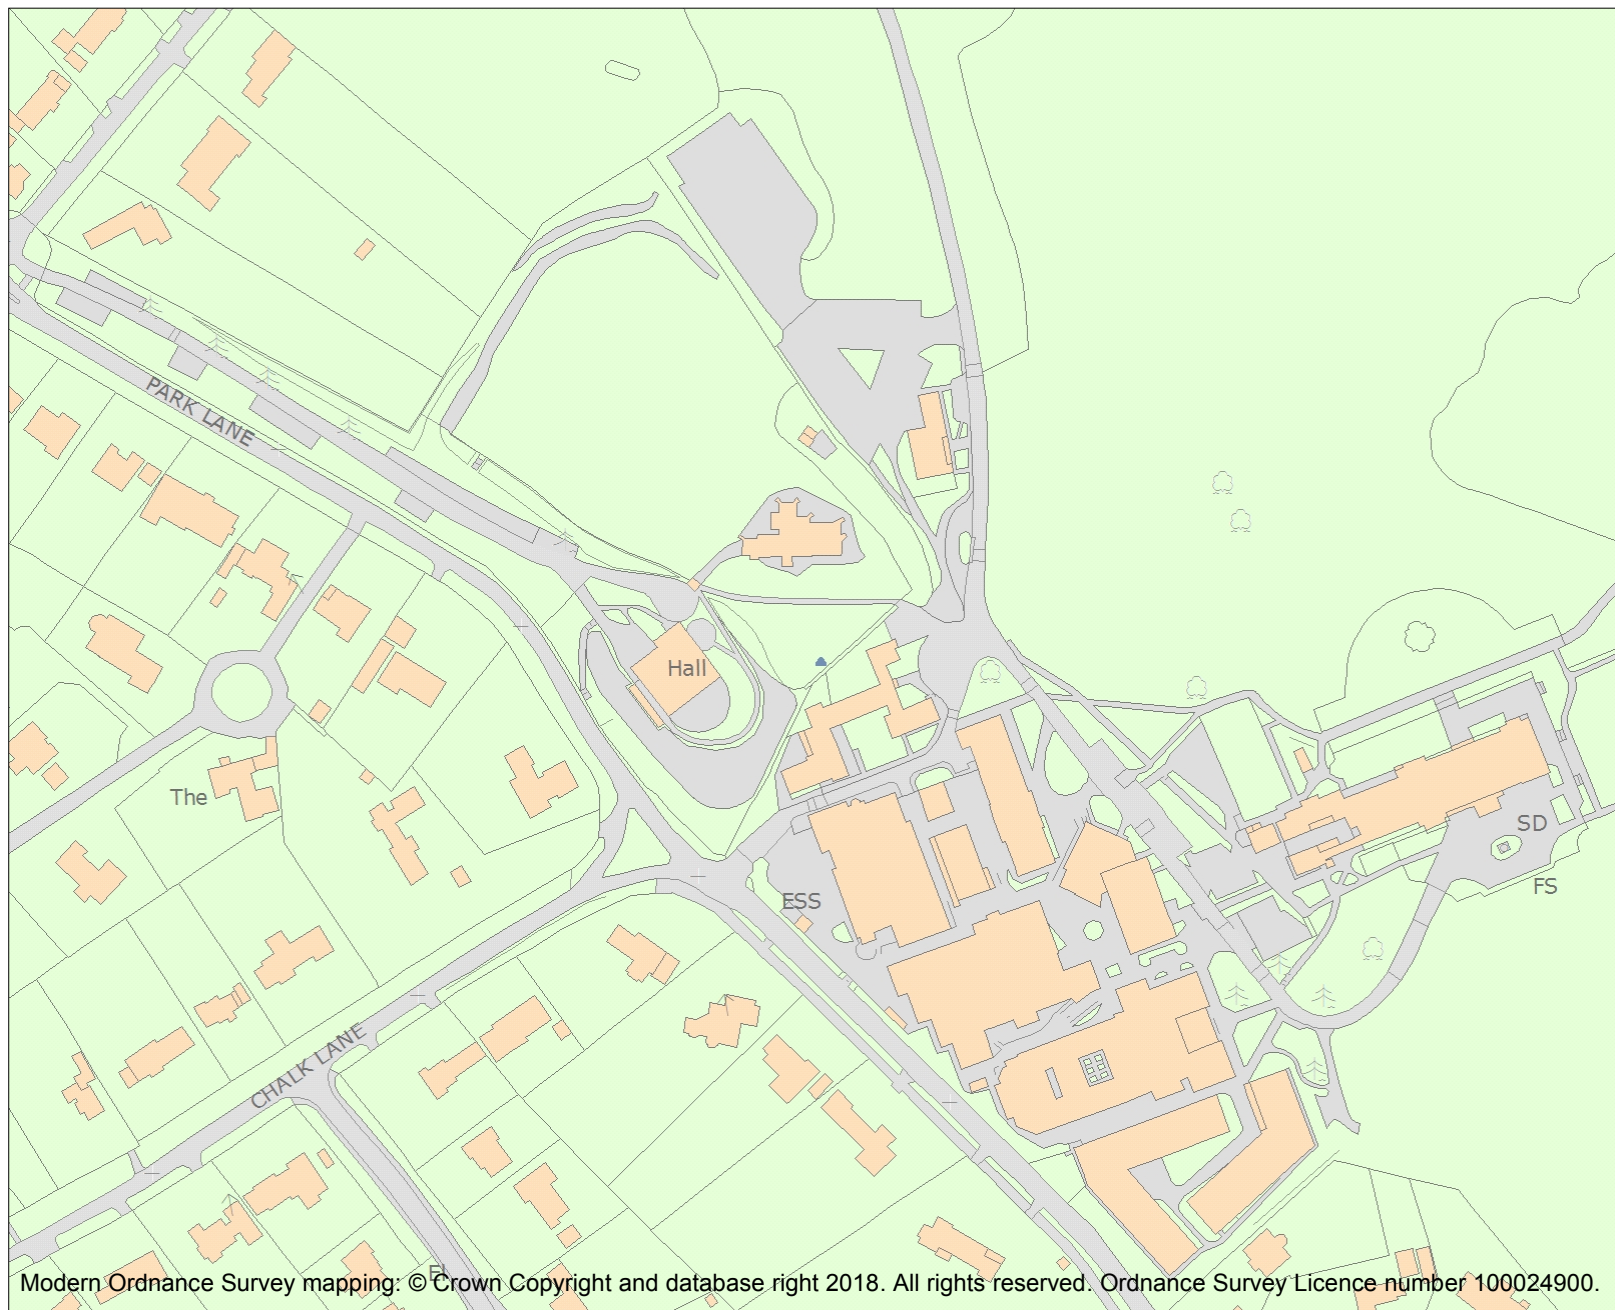 PARK LANE
Hall
The
SD
FS
ESS
CHALK LANE
El
Modern Ordnance Survey mapping: © Crown Copyright and database right 2018. All rights reserved. Ordnance Survey Licence number 100024900.